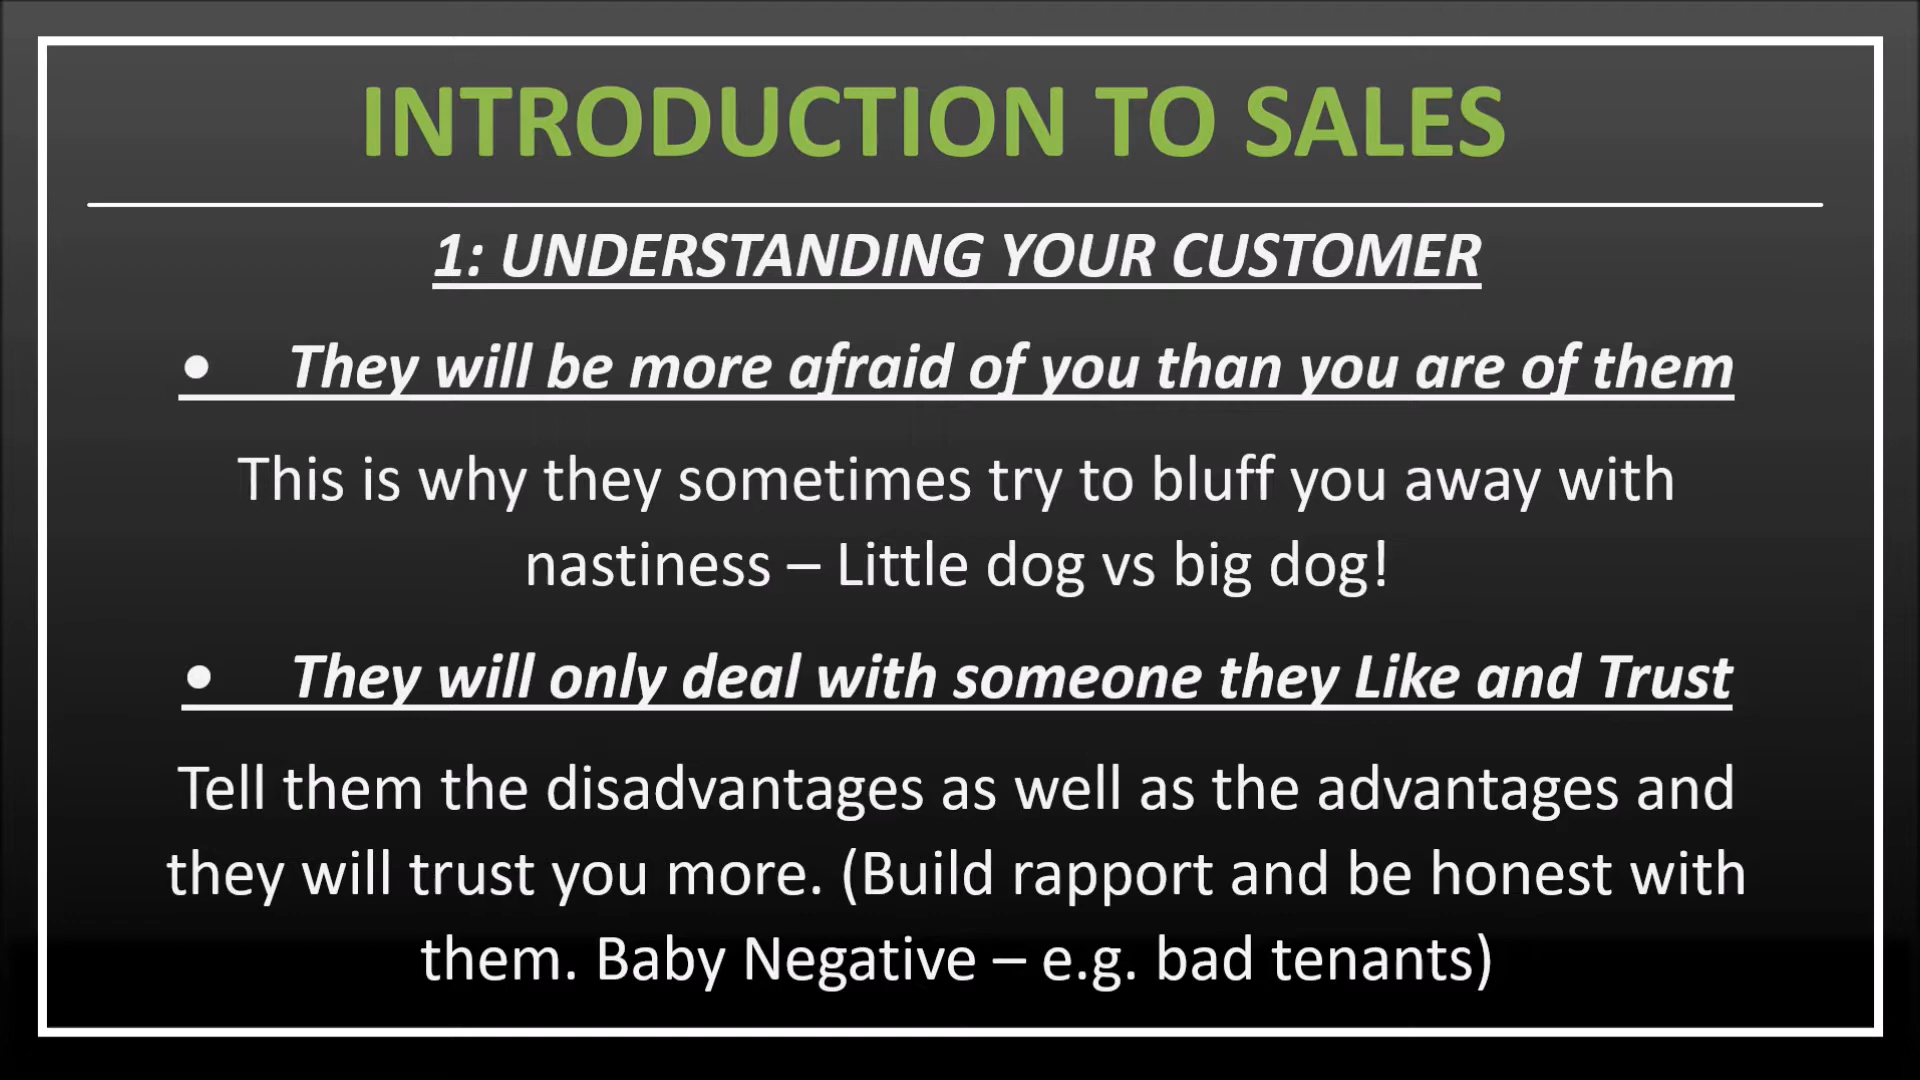 INTRODUCTION TO SALES
1: UNDERSTANDING YOUR CUSTOMER
• They will be more afraid of you than you are of them
This is why they sometimes try to bluff you away with
nastiness – Little dog vs big dog!
• They will only deal with someone they Like and Trust
Tell them the disadvantages as well as the advantages and
they will trust you more. (Build rapport and be honest with
them. Baby Negative – e.g. bad tenants)